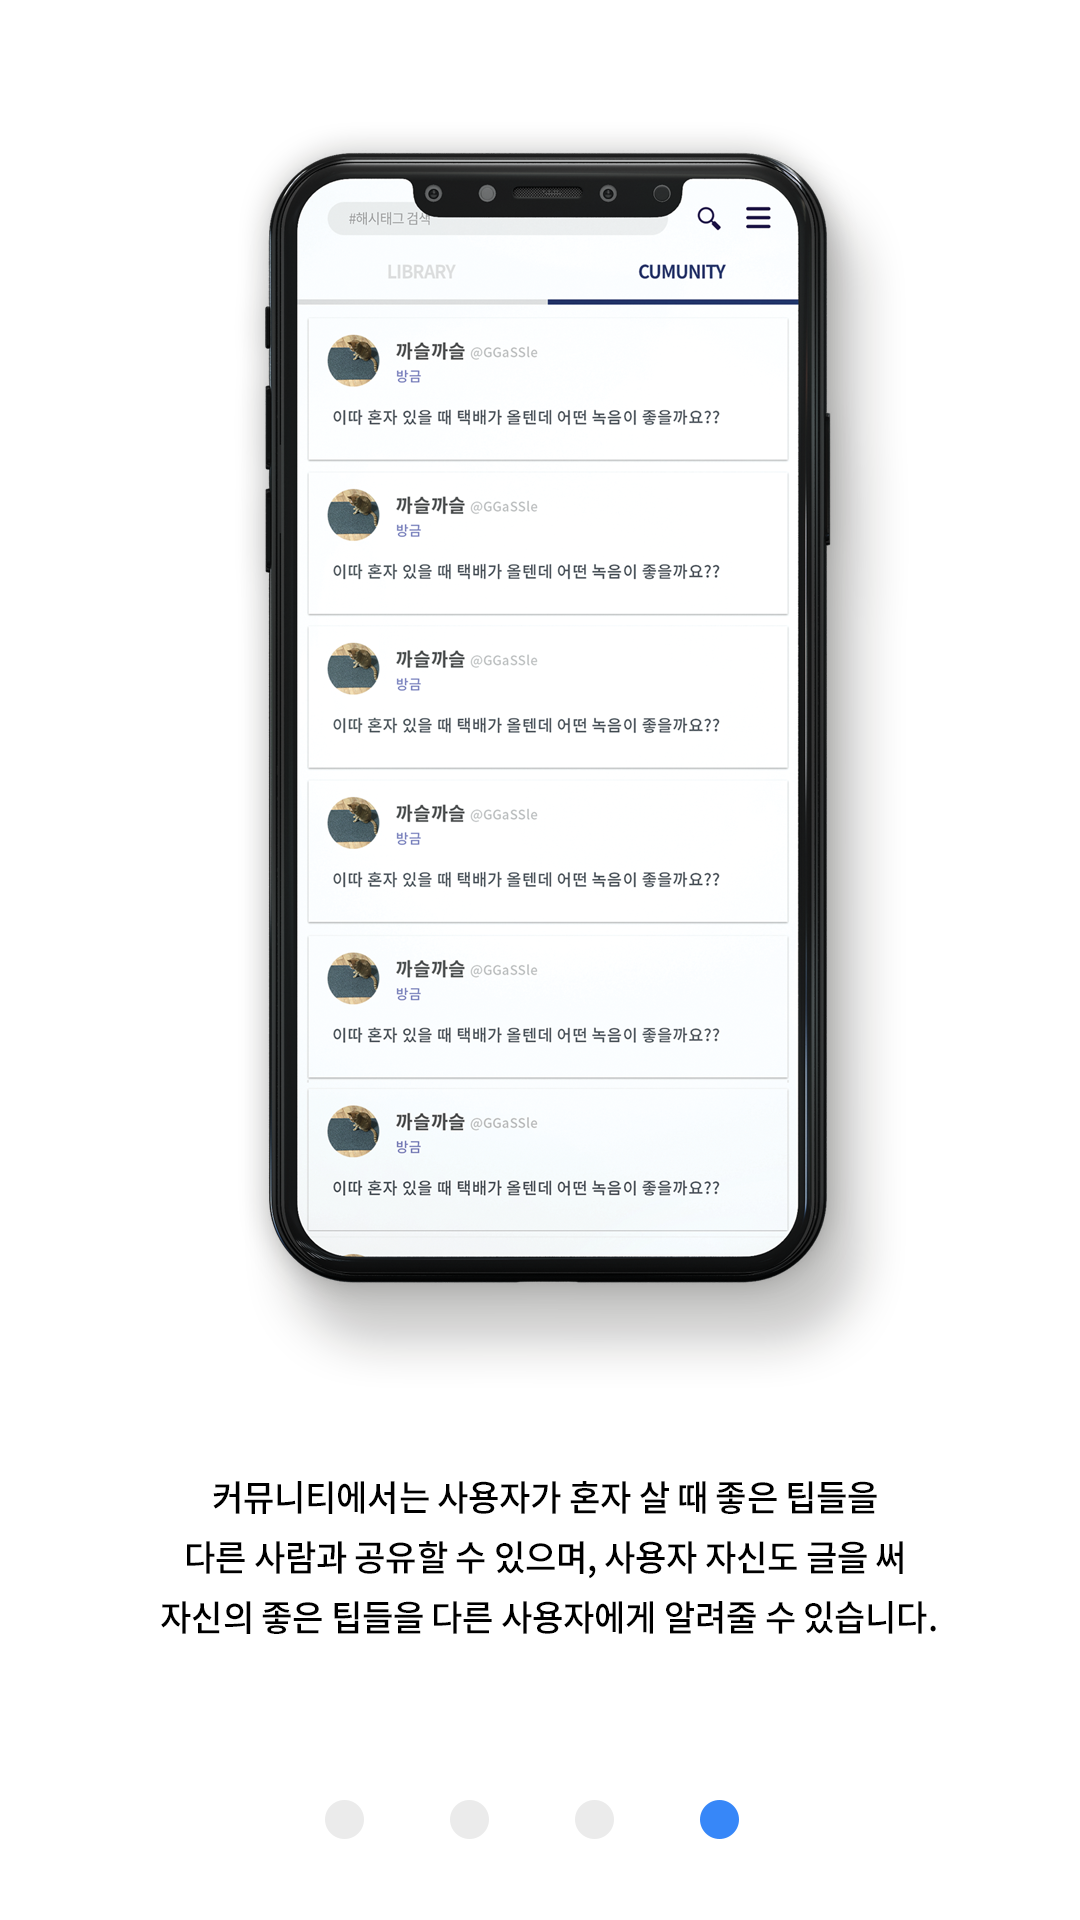 #해시태그 검색
LIBRARY CUMUNITY
까슬까슬 @GGaSSle
방금
이따 혼자 있을 때 택배가 올텐데 어떤 녹음이 좋을까요??
까슬까슬 @GGaSSle
방금
이따 혼자 있을 때 택배가 올텐데 어떤 녹음이 좋을까요??
까슬까슬 @GGaSSle
방금
이따 혼자 있을 때 택배가 올텐데 어떤 녹음이 좋을까요??
까슬까슬 @GGaSSle
방금
이따 혼자 있을 때 택배가 올텐데 어떤 녹음이 좋을까요??
까슬까슬 @GGaSSle
방금
이따 혼자 있을 때 택배가 올텐데 어떤 녹음이 좋을까요??
까슬까슬 @GGaSSle
방금
이따 혼자 있을 때 택배가 올텐데 어떤 녹음이 좋을까요??
커뮤니티에서는 사용자가 혼자 살 때 좋은 팁들을
다른 사람과 공유할 수 있으며, 사용자 자신도 글을 써
자신의 좋은 팁들을 다른 사용자에게 알려줄 수 있습니다.